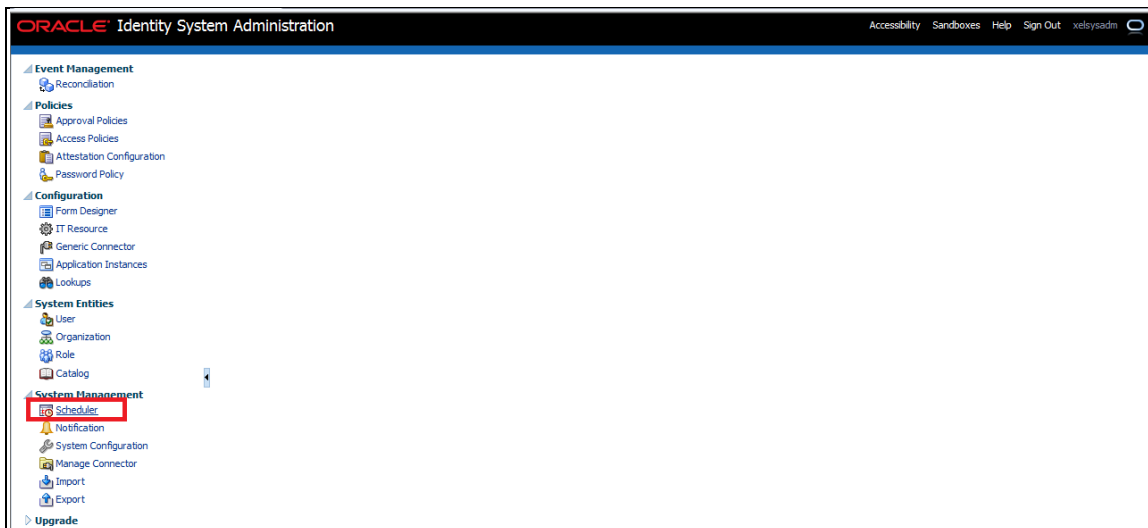 ORACLE Identity System Administration
Accessibility Sandboxes Help Sign Out xelsysadm
Event Management
Reconciliation
Policies
Approval Policies
Access Policies
Attestation Configuration
Password Policy
Configuration
Form Designer
IT Resource
Generic Connector
Application Instances
Lookups
System Entities
User
Organization
Role
Catalog
System Management
Scheduler
Notification
System Configuration
Manage Connector
Import
Export
Upgrade